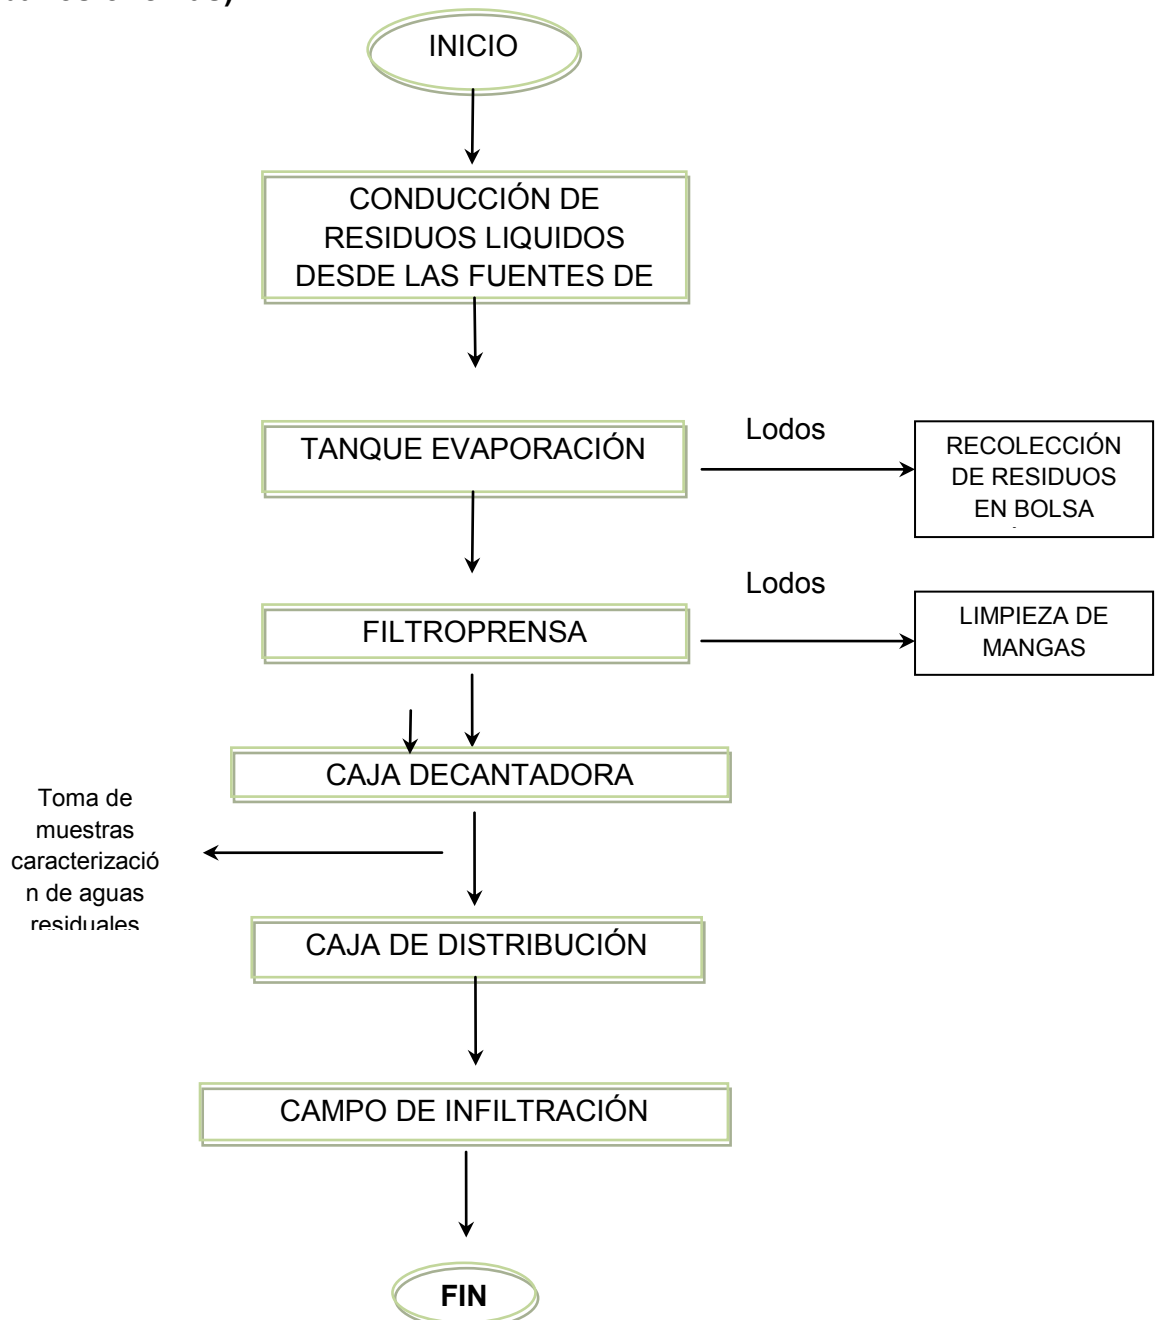 INICIO
CONDUCCIÓN DE
RESIDUOS LIQUIDOS
DESDE LAS FUENTES DE
TANQUE EVAPORACIÓN
Lodos
RECOLECCIÓN
DE RESIDUOS
EN BOLSA
FILTROPRENSA
Lodos
LIMPIEZA DE
MANGAS
CAJA DECANTADORA
Toma de
muestras
caracterizació
n de aguas
residuales
CAJA DE DISTRIBUCIÓN
CAMPO DE INFILTRACIÓN
FIN